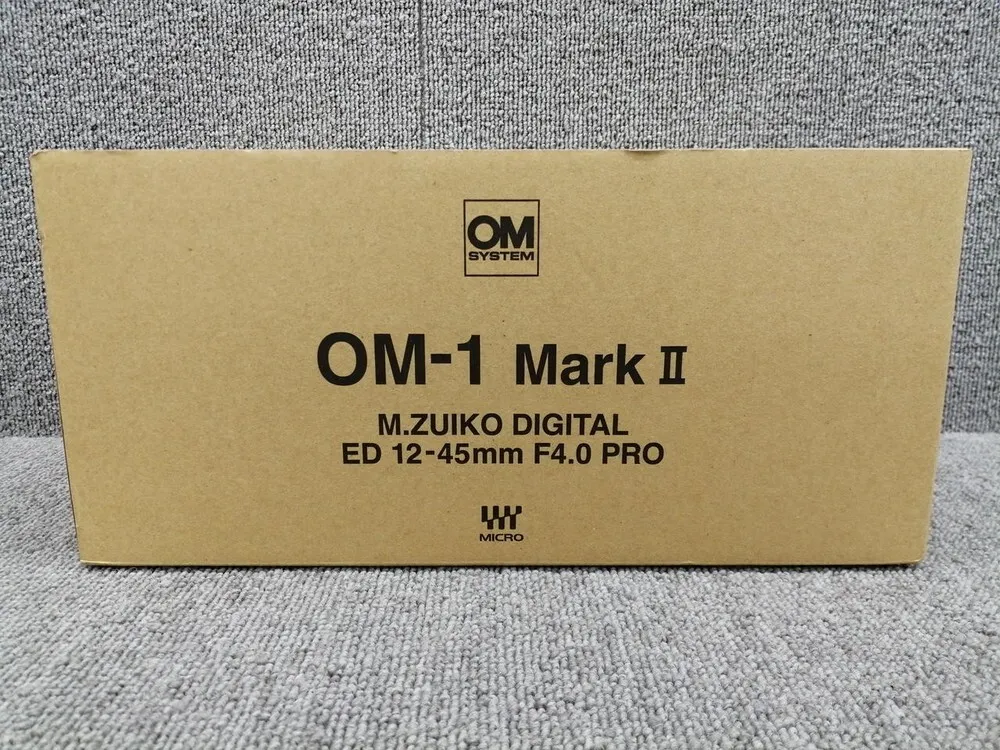 OM
SYSTEM
OM-1 Mark Ⅱ
M.ZUIKO DIGITAL
ED 12-45mm F4.0 PRO
MICRO